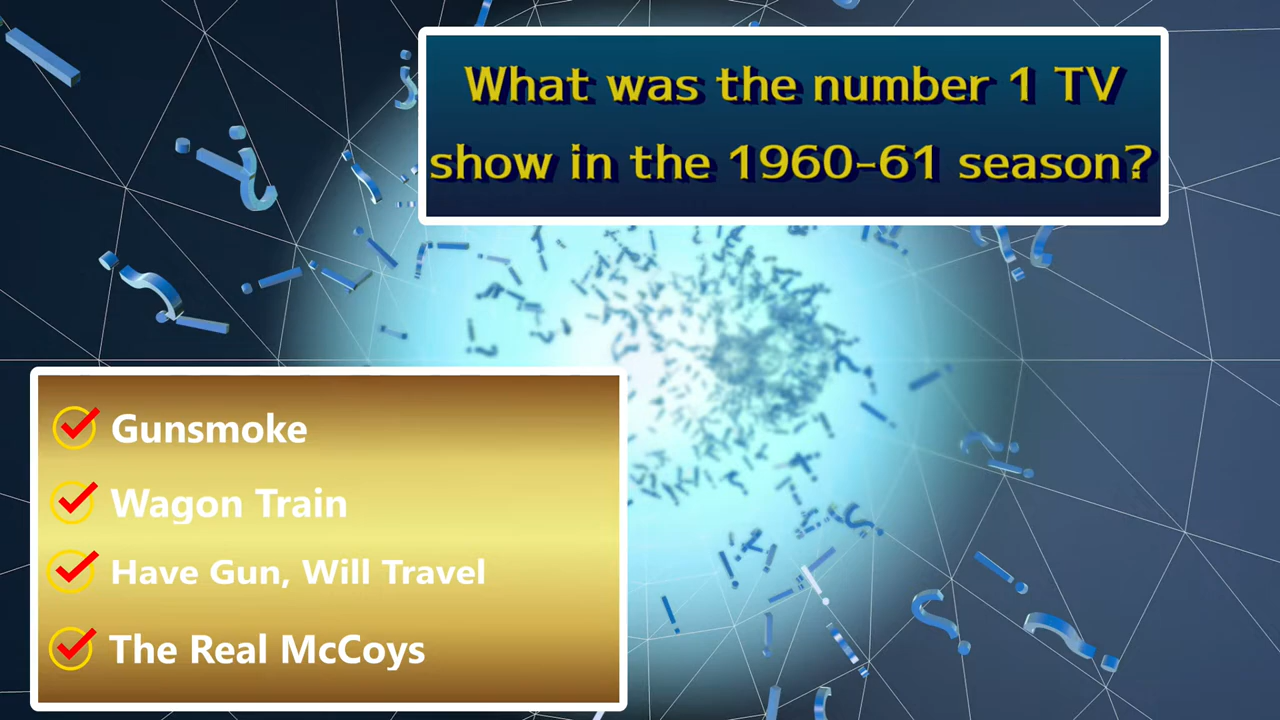 What was the number 1 TV
show in the 1960-61 season?
Gunsmoke
Wagon Train
Have Gun, Will Travel
The Real McCoys